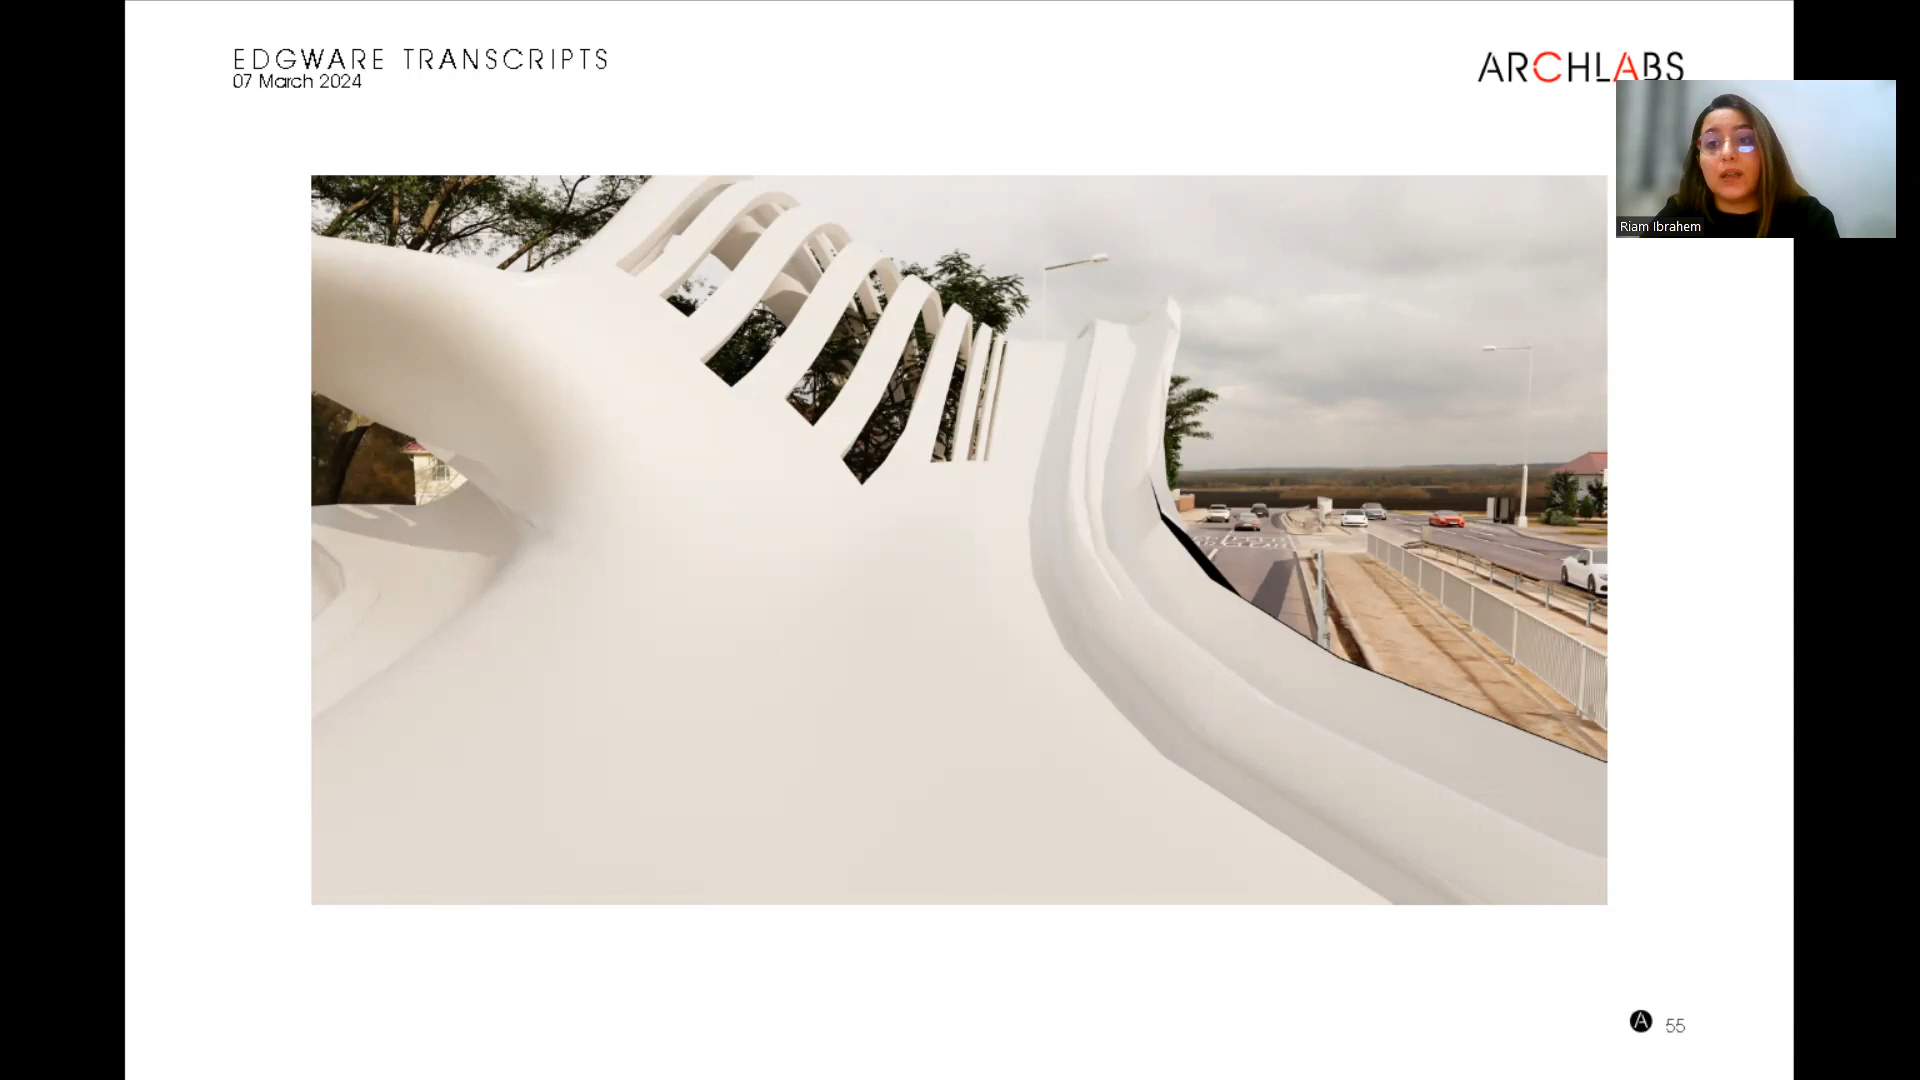 EDGWARE TRANSCRIPTS
07 March 2024
ARCHLABS
Riam Ibrahem
A 55